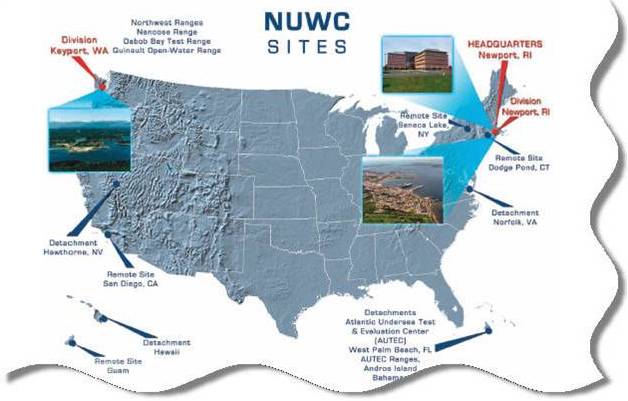 NUWC
SITES
Northwest Ranges
Nanoose Range
Dabob Bay Test Range
Quinault Open-Water Range
Division
Keyport, WA
HEADQUARTERS
Newport, RI
Division
Newport, RI
Remote Site
Seneca Lake,
NY
Remote Site
Dodge Pond, CT
Detachment
Norfolk, VA
Detachment
Hawthorne, NV
Remote Site
San Diego, CA
Detachment
Hawaii
Remote Site
Guam
Detachments
Atlantic Undersea Test
& Evaluation Center
(AUTEC)
West Palm Beach, FL
AUTEC Ranges,
Andros Island
Bahamas